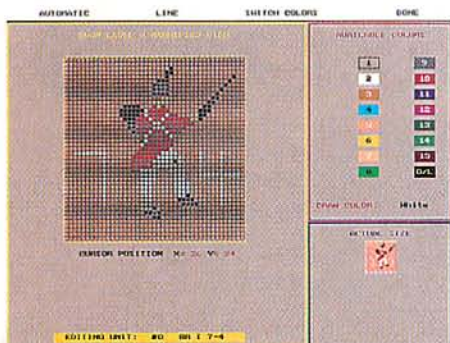 AUTOMATIC LINE SWITCH COLORS DONE
AVAILABLE COLORS
1 9
2 10
3 11
4 12
5 13
6 14
7 15
8 O/L
DRAW COLOR: White
CURSOR POSITION
ACTUAL SIZE
EDITING UNIT: #0